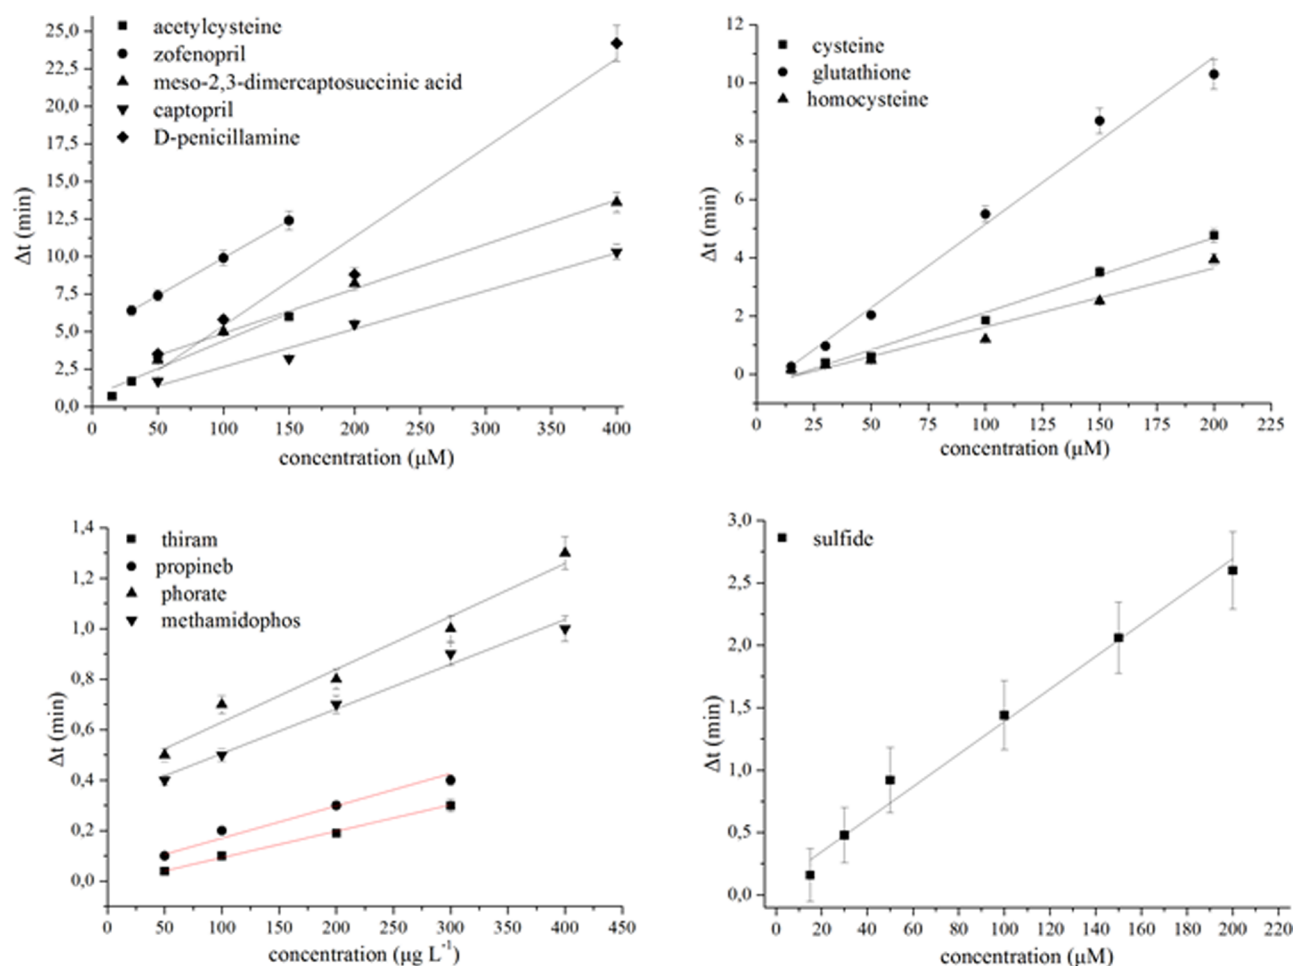 acetylcysteine
zofenopril
meso-2,3-dimercaptosuccinic acid
captopril
D-penicillamine
25,0
22,5
20,0
17,5
15,0
12,5
10,0
7,5
5,0
2,5
0,0
Δt (min)
0 50 100 150 200 250 300 350 400
concentration (μM)
cysteine
glutathione
homocysteine
12
10
8
6
4
2
0
Δt (min)
0 25 50 75 100 125 150 175 200 225
concentration (μM)
thiram
propineb
phorate
methamidophos
1,4
1,2
1,0
0,8
0,6
0,4
0,2
0,0
Δt (min)
0 50 100 150 200 250 300 350 400 450
concentration (μg L⁻¹)
sulfide
3,0
2,5
2,0
1,5
1,0
0,5
0,0
Δt (min)
0 20 40 60 80 100 120 140 160 180 200 220
concentration (μM)